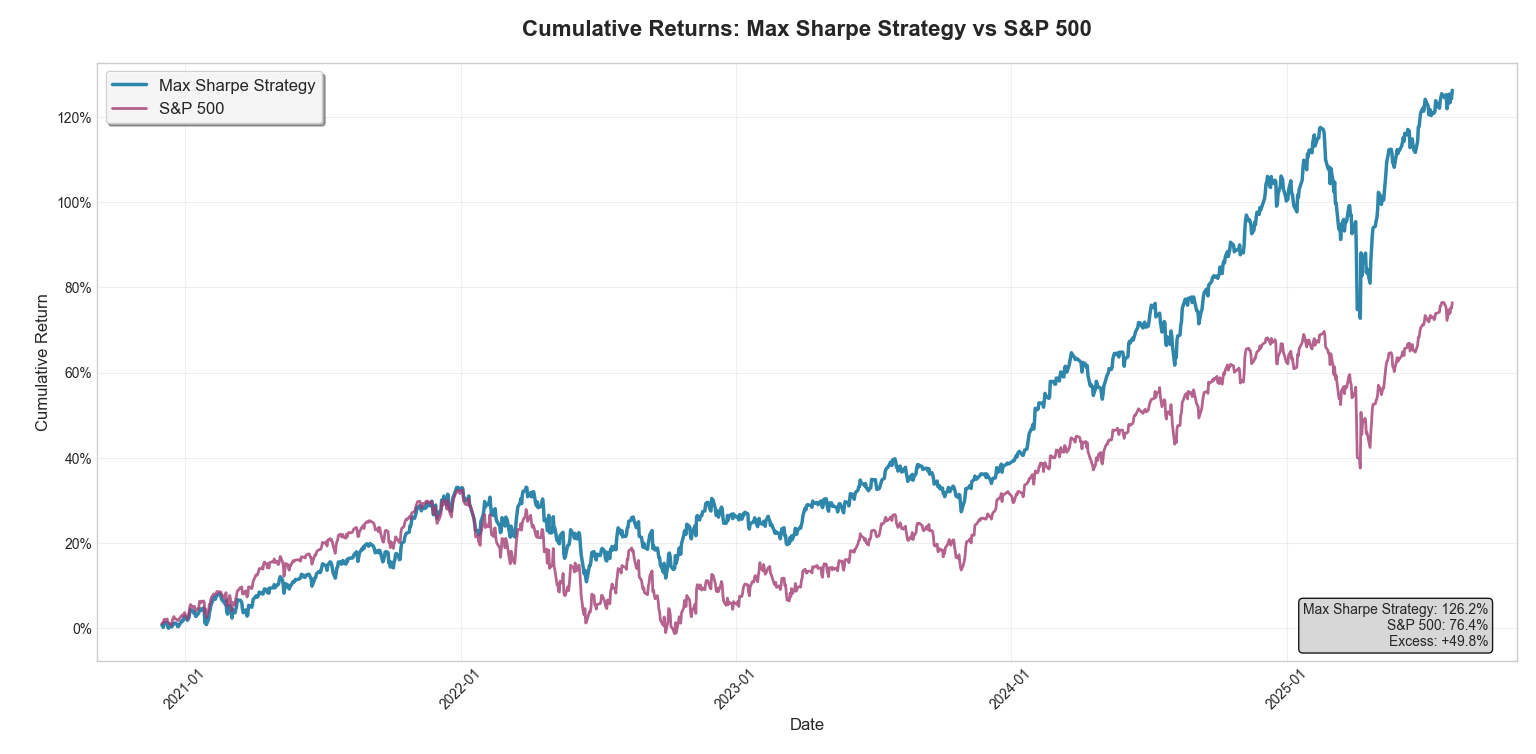 Cumulative Returns: Max Sharpe Strategy vs S&P 500
Max Sharpe Strategy
S&P 500
120%
100%
80%
60%
40%
20%
0%
Cumulative Return
Max Sharpe Strategy: 126.2%
S&P 500: 76.4%
Excess: +49.8%
2021-01
2022-01
2023-01
2024-01
2025-01
Date